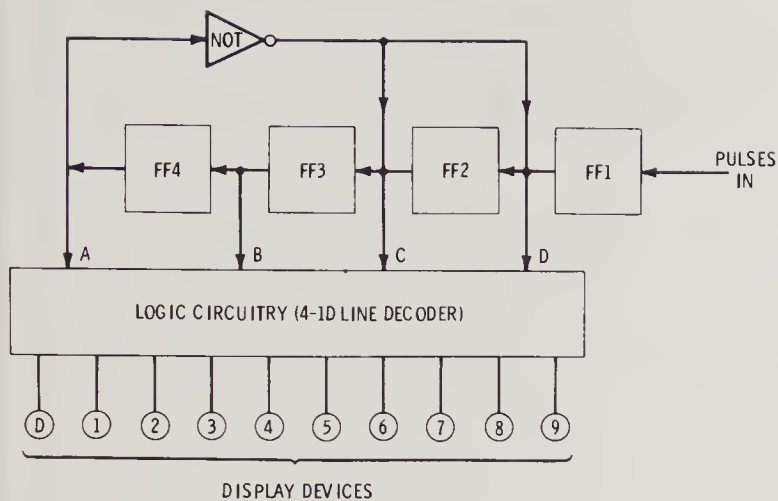 NOT
FF4
FF3
FF2
FF1
PULSES
IN
A
B
C
D
LOGIC CIRCUITRY (4-1D LINE DECODER)
D
1
2
3
4
5
6
7
8
9
DISPLAY DEVICES